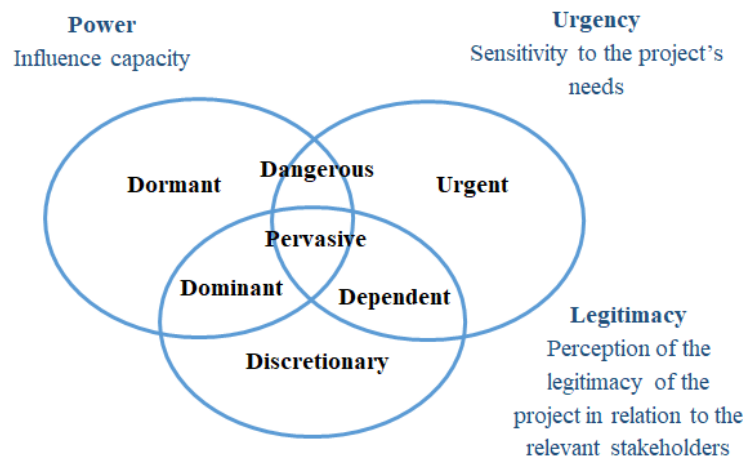 Power
Influence capacity
Urgency
Sensitivity to the project's
needs
Dormant
Dangerous
Urgent
Pervasive
Dominant
Dependent
Discretionary
Legitimacy
Perception of the
legitimacy of the
project in relation to the
relevant stakeholders